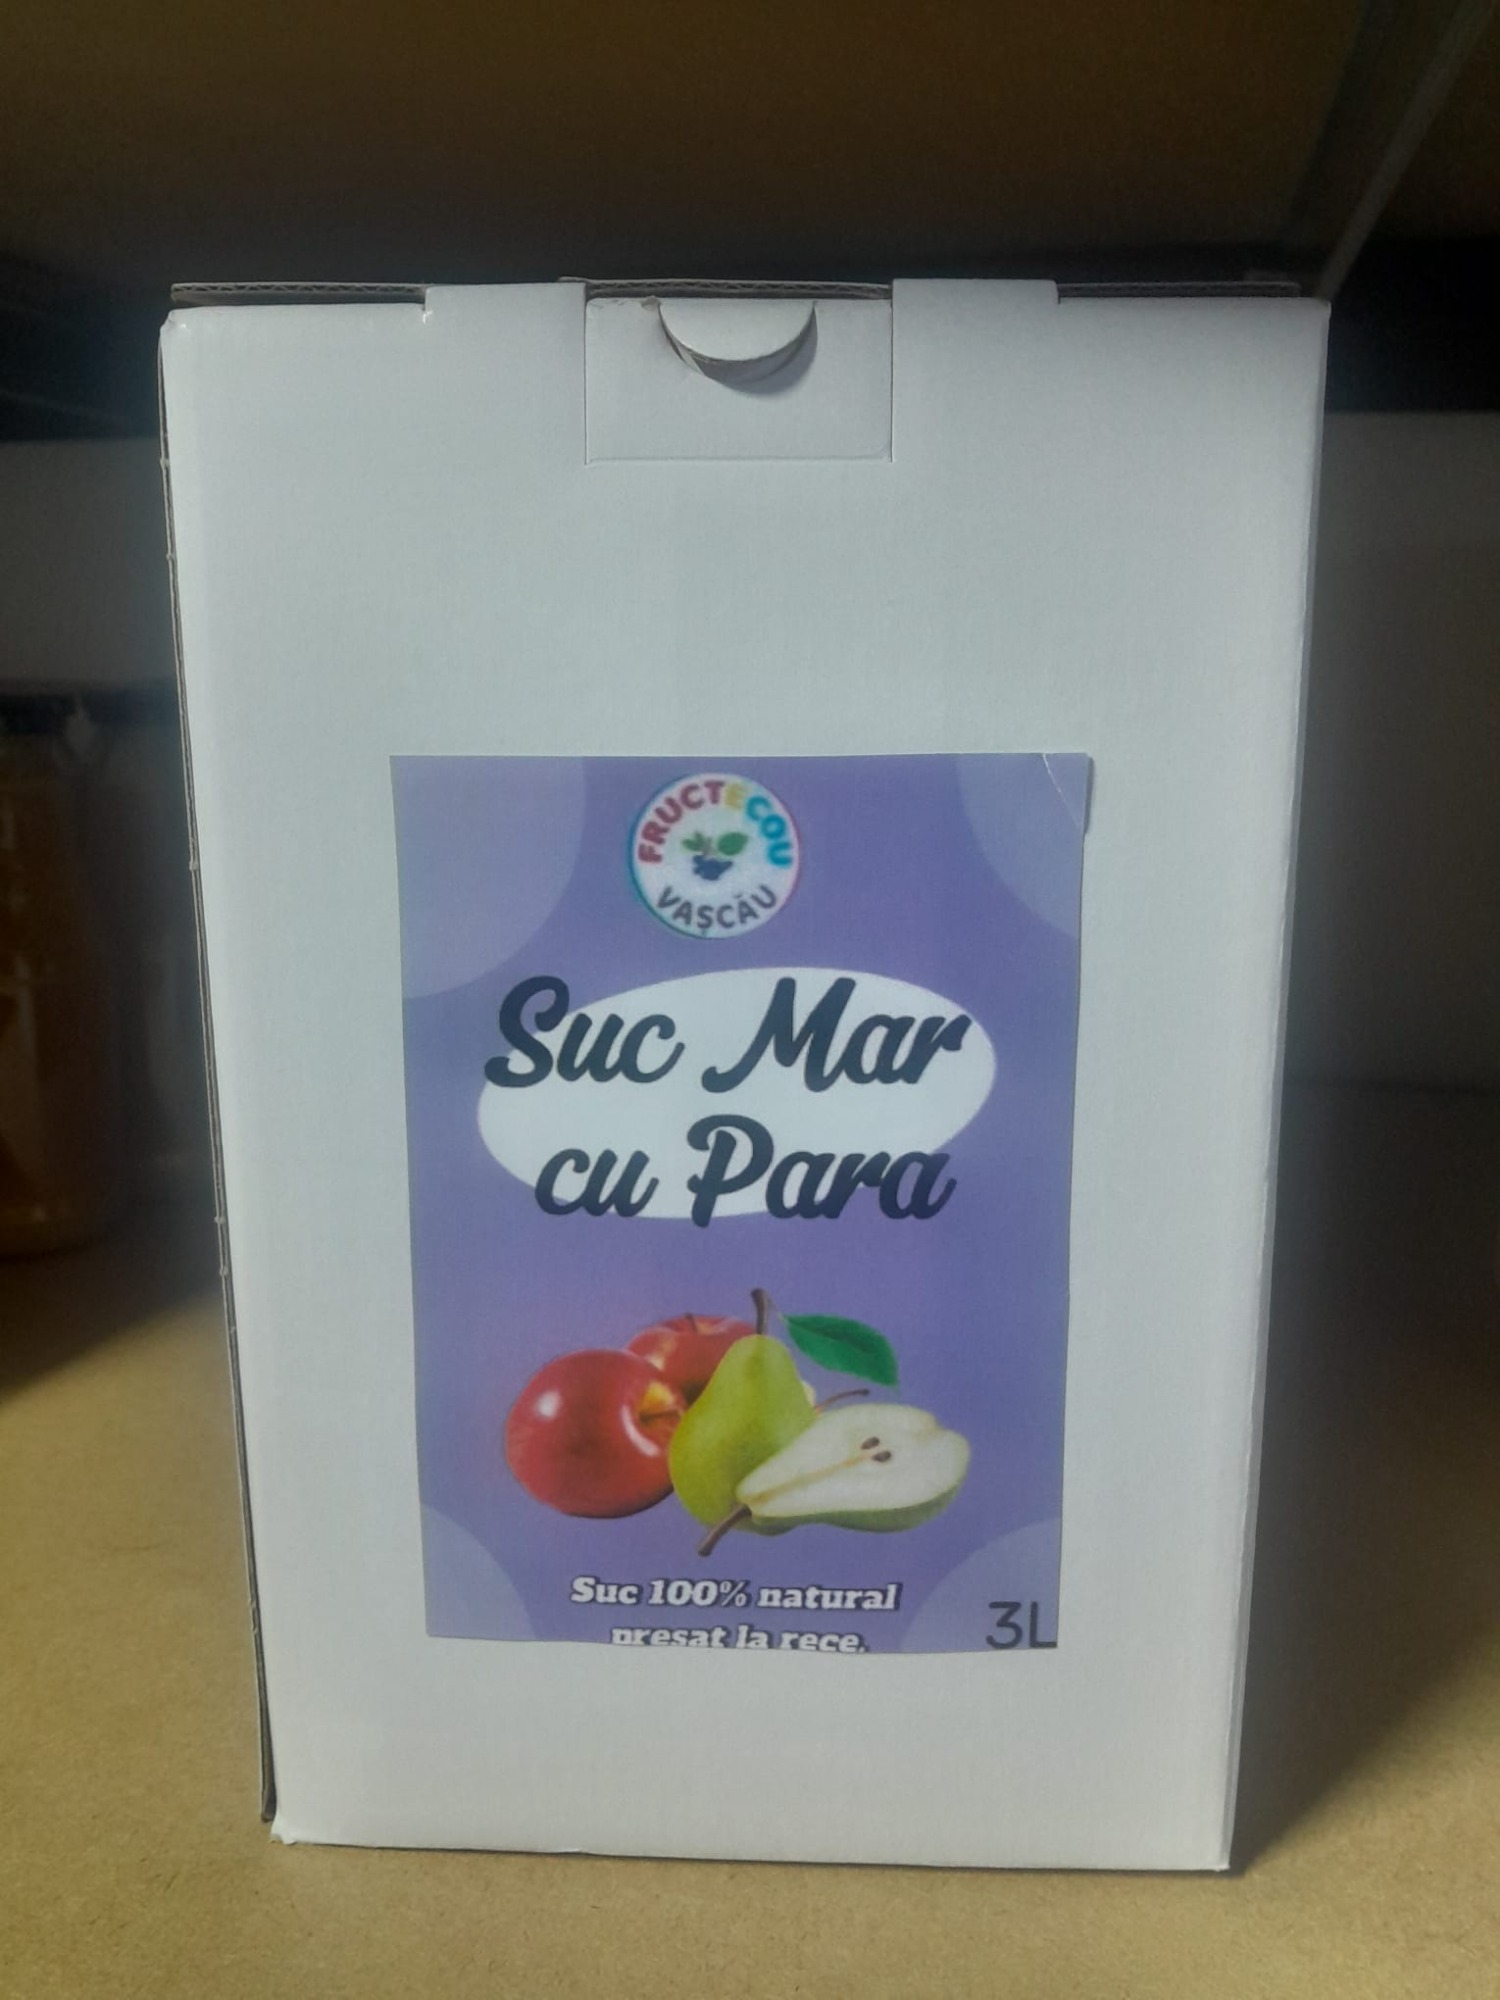 FRUCTECOU
VAȘCĂU
Suc Mar
cu Para
Suc 100% natural
presat la rece.
3L